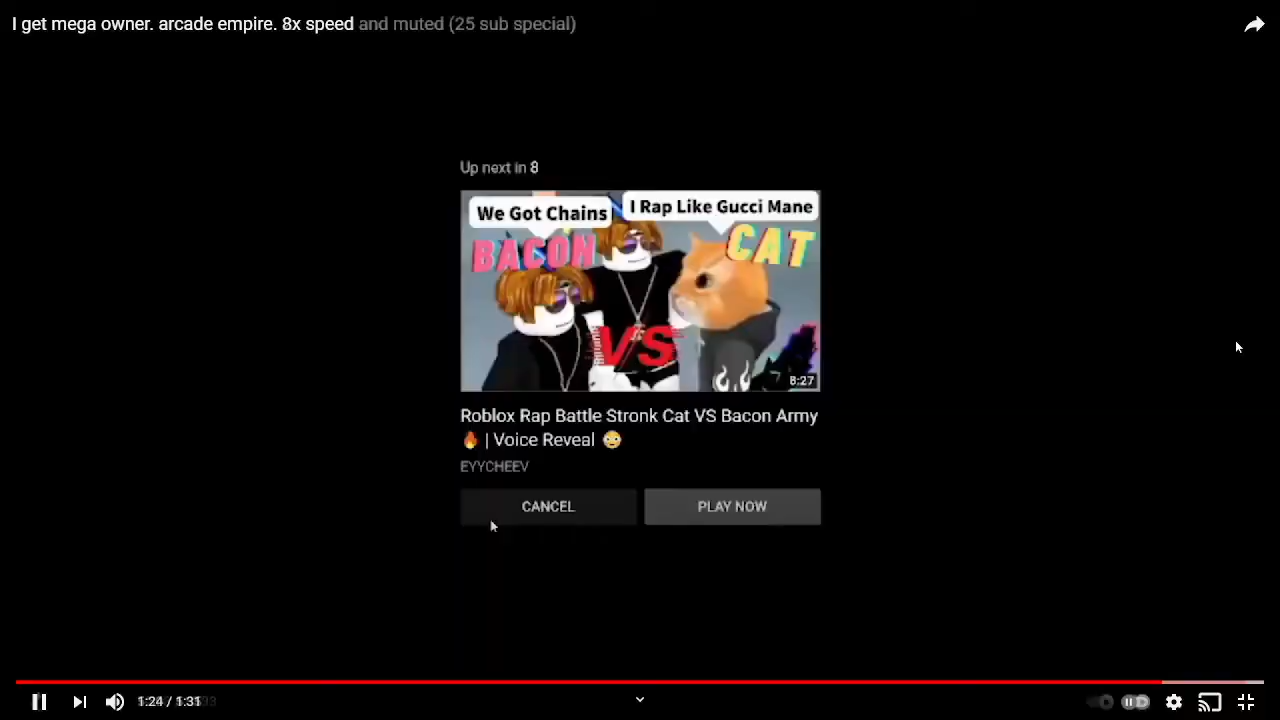 I get mega owner. arcade empire. 8x speed and muted (25 sub special)
Up next in 8
We Got Chains
I Rap Like Gucci Mane
BACON
CAT
VS
8:27
Roblox Rap Battle Stronk Cat VS Bacon Army
🔥 | Voice Reveal 😳
EYYCHEEV
CANCEL
PLAY NOW
1:24 / 1:31